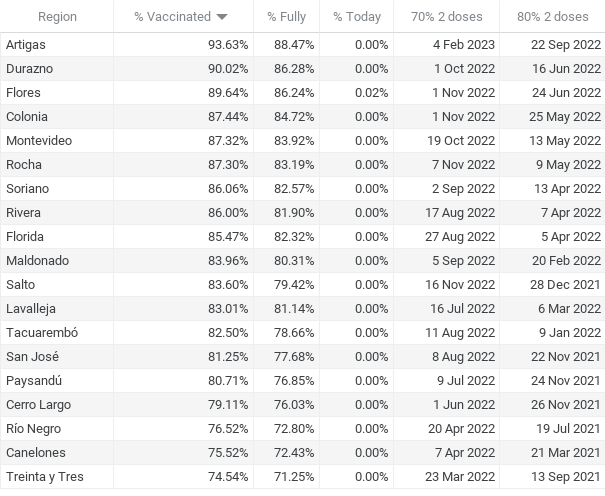 Region % Vaccinated % Fully % Today 70% 2 doses 80% 2 doses
Artigas 93.63% 88.47% 0.00% 4 Feb 2023 22 Sep 2022
Durazno 90.02% 86.28% 0.00% 1 Oct 2022 16 Jun 2022
Flores 89.64% 86.24% 0.02% 1 Nov 2022 24 Jun 2022
Colonia 87.44% 84.72% 0.00% 1 Nov 2022 25 May 2022
Montevideo 87.32% 83.92% 0.00% 19 Oct 2022 13 May 2022
Rocha 87.30% 83.19% 0.00% 7 Nov 2022 9 May 2022
Soriano 86.06% 82.57% 0.00% 2 Sep 2022 13 Apr 2022
Rivera 86.00% 81.90% 0.00% 17 Aug 2022 7 Apr 2022
Florida 85.47% 82.32% 0.00% 27 Aug 2022 5 Apr 2022
Maldonado 83.96% 80.31% 0.00% 5 Sep 2022 20 Feb 2022
Salto 83.60% 79.42% 0.00% 16 Nov 2022 28 Dec 2021
Lavalleja 83.01% 81.14% 0.00% 16 Jul 2022 6 Mar 2022
Tacuarembó 82.50% 78.66% 0.00% 11 Aug 2022 9 Jan 2022
San José 81.25% 77.68% 0.00% 8 Aug 2022 22 Nov 2021
Paysandú 80.71% 76.85% 0.00% 9 Jul 2022 24 Nov 2021
Cerro Largo 79.11% 76.03% 0.00% 1 Jun 2022 26 Nov 2021
Río Negro 76.52% 72.80% 0.00% 20 Apr 2022 19 Jul 2021
Canelones 75.52% 72.43% 0.00% 7 Apr 2022 21 Mar 2021
Treinta y Tres 74.54% 71.25% 0.00% 23 Mar 2022 13 Sep 2021